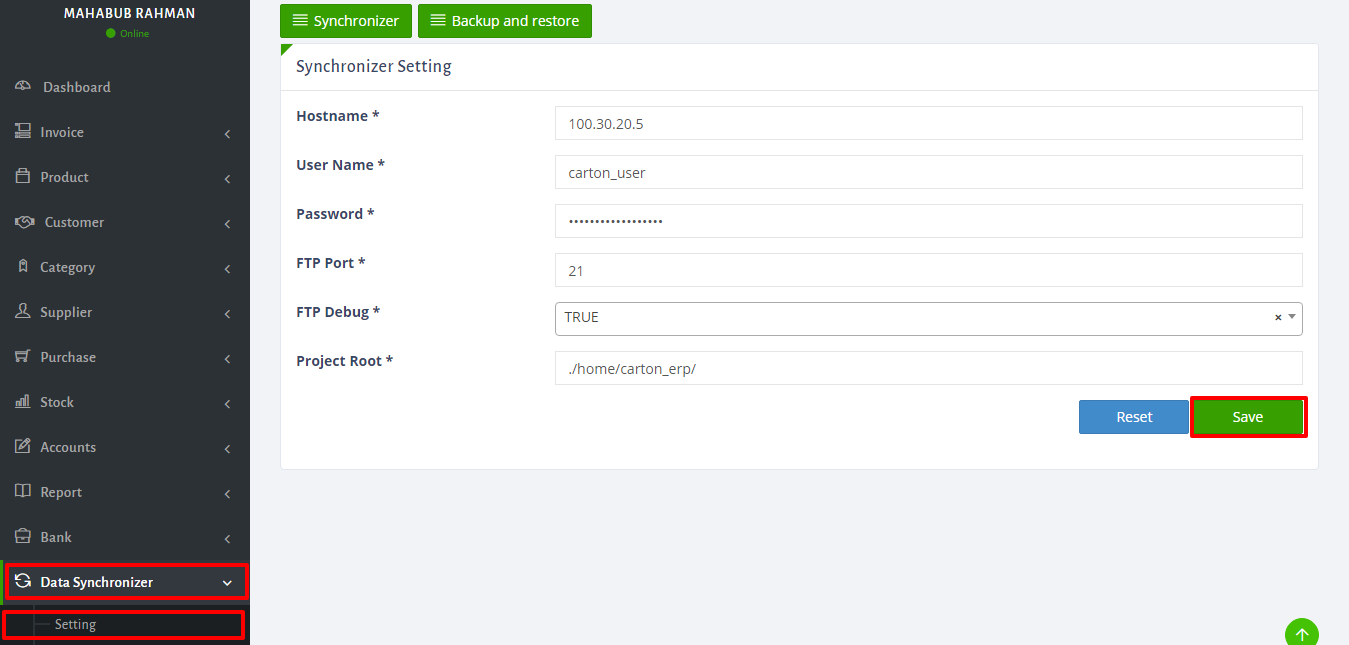 MAHABUB RAHMAN
Online
Dashboard
Invoice
Product
Customer
Category
Supplier
Purchase
Stock
Accounts
Report
Bank
Data Synchronizer
Setting
Synchronizer
Backup and restore
Synchronizer Setting
Hostname *
100.30.20.5
User Name *
carton_user
Password *
••••••••••••••••••
FTP Port *
21
FTP Debug *
TRUE ×
Project Root *
./home/carton_erp/
Reset
Save